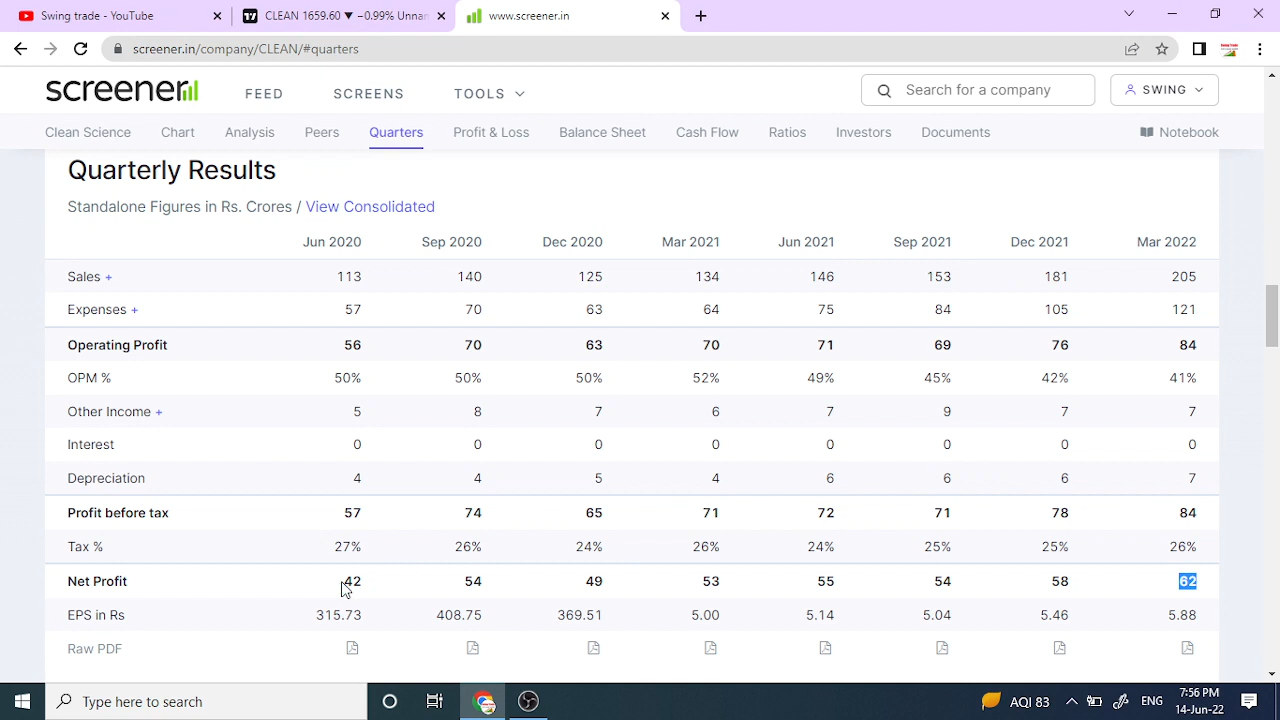 Swing trade - YouTube
CLEAN 1659.60 ▼ −0.99% Unnar
www.screener.in
screener.in/company/CLEAN/#quarters
screener
FEED SCREENS TOOLS
Search for a company
SWING
Clean Science Chart Analysis Peers Quarters Profit & Loss Balance Sheet Cash Flow Ratios Investors Documents Notebook
Quarterly Results
Standalone Figures in Rs. Crores / View Consolidated
Jun 2020 Sep 2020 Dec 2020 Mar 2021 Jun 2021 Sep 2021 Dec 2021 Mar 2022
Sales + 113 140 125 134 146 153 181 205
Expenses + 57 70 63 64 75 84 105 121
Operating Profit 56 70 63 70 71 69 76 84
OPM % 50% 50% 50% 52% 49% 45% 42% 41%
Other Income + 5 8 7 6 7 9 7 7
Interest 0 0 0 0 0 0 0 0
Depreciation 4 4 5 4 6 6 6 7
Profit before tax 57 74 65 71 72 71 78 84
Tax % 27% 26% 24% 26% 24% 25% 25% 26%
Net Profit 42 54 49 53 55 54 58 62
EPS in Rs 315.73 408.75 369.51 5.00 5.14 5.04 5.46 5.88
Raw PDF
Type here to search
AQI 83
ENG
7:56 PM
14-Jun-22